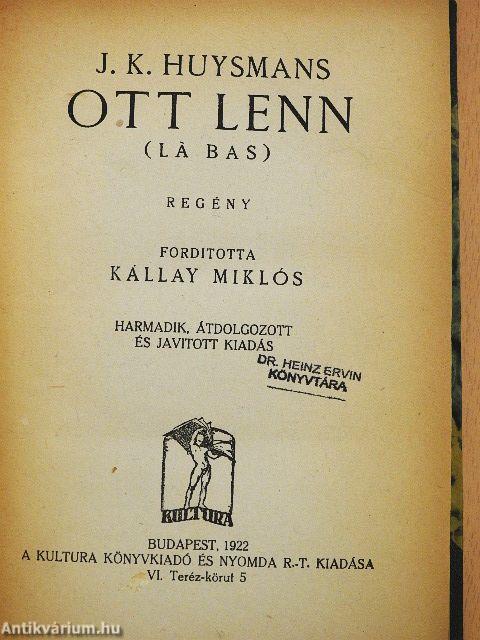 J. K. HUYSMANS
OTT LENN
(LÀ BAS)
REGÉNY
FORDITOTTA
KÁLLAY MIKLÓS
HARMADIK, ÁTDOLGOZOTT
ÉS JAVITOTT KIADÁS
DR. HEINZ ERVIN
KÖNYVTÁRA
KULTURA
BUDAPEST, 1922
A KULTURA KÖNYVKIADÓ ÉS NYOMDA R.-T. KIADÁSA
VI. Teréz-körut 5
Antikvárium.hu